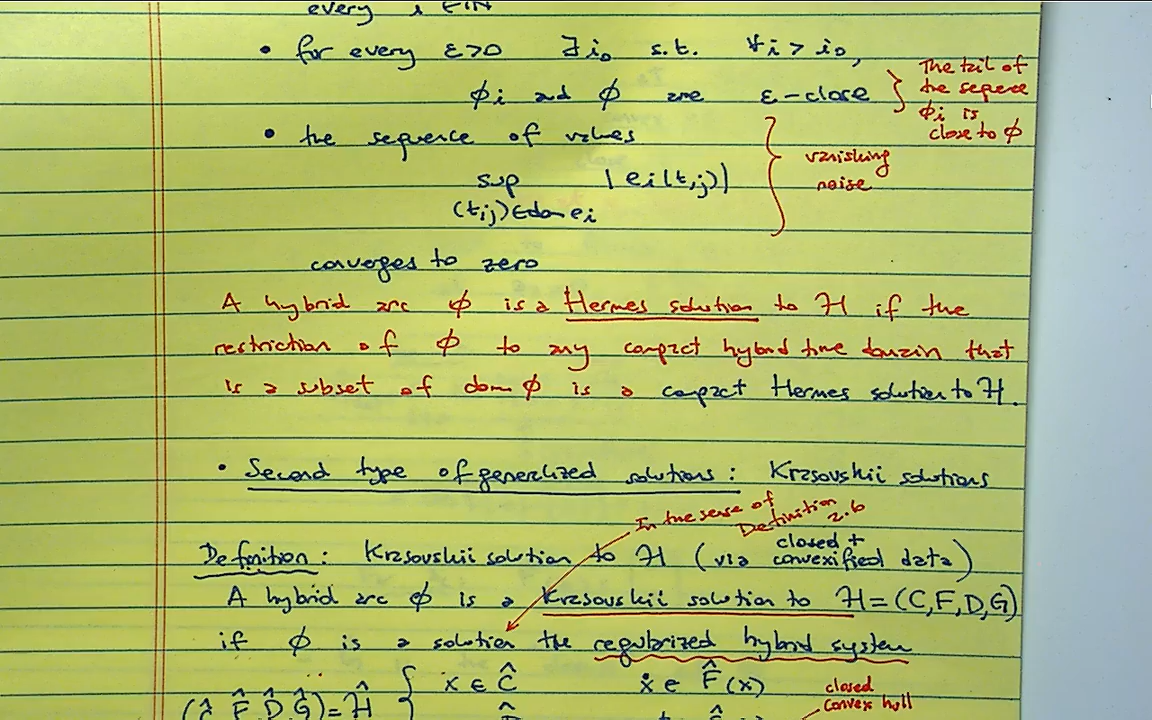 every i ∈ ℕ
• for every ε>0 ∃ i₀ s.t. ∀ i > i₀,
ϕi and ϕ are ε-close
The tail of
the sequence
ϕi is
close to ϕ
• the sequence of values
sup |ei(t,j)|
(t,j)∈dom ei
vanishing
noise
converges to zero
A hybrid arc ϕ is a Hermes solution to H if the
restriction of ϕ to any compact hybrid time domain that
is a subset of dom ϕ is a compact Hermes solution to H.
• Second type of generalized solutions: Krasovskii solutions
In the sense of
Definition
2.6
Definition: Krasovskii solution to H (via closed + convexified data)
A hybrid arc ϕ is a Krasovskii solution to H = (C,F,D,G)
if ϕ is a solution the regularized hybrid system
(Ĉ, F̂, D̂, Ĝ) = Ĥ { x ∈ Ĉ ẋ ∈ F̂(x)
closed
convex hull